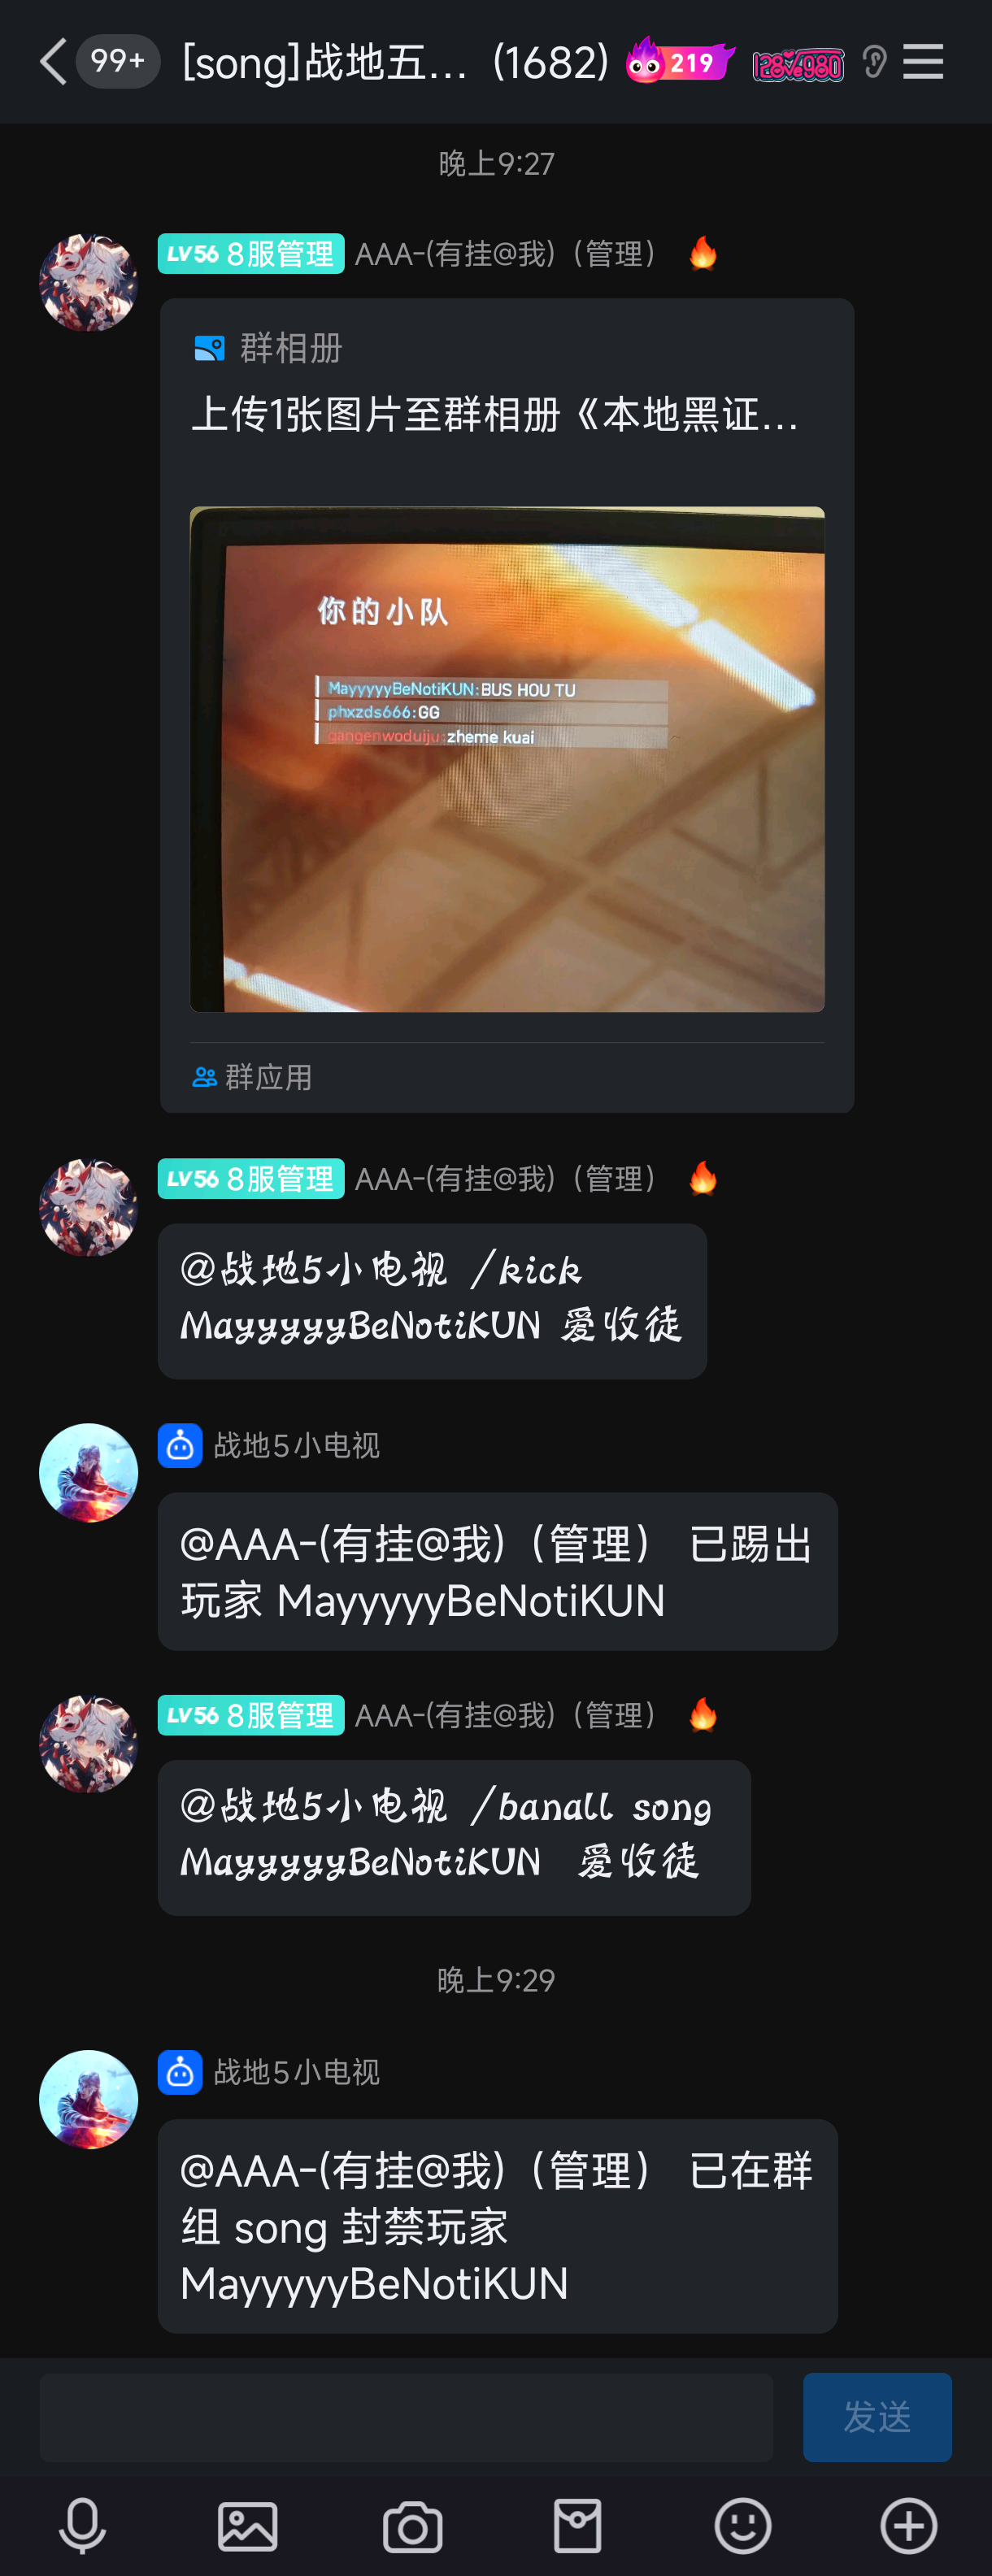 99+ [song]战地五... (1682) 219
晚上9:27
LV56 8服管理 AAA-(有挂@我)（管理）
群相册
上传1张图片至群相册《本地黑证...
你的小队
MayyyyyBeNotiKUN:BUS HOU TU
phxzds666:GG
gangenwoduiju:zheme kuai
群应用
LV56 8服管理 AAA-(有挂@我)（管理）
@战地5小电视 /kick
MayyyyyBeNotiKUN 爱收徒
战地5小电视
@AAA-(有挂@我)（管理） 已踢出
玩家 MayyyyyBeNotiKUN
LV56 8服管理 AAA-(有挂@我)（管理）
@战地5小电视 /banall song
MayyyyyBeNotiKUN 爱收徒
晚上9:29
战地5小电视
@AAA-(有挂@我)（管理） 已在群
组 song 封禁玩家
MayyyyyBeNotiKUN
发送